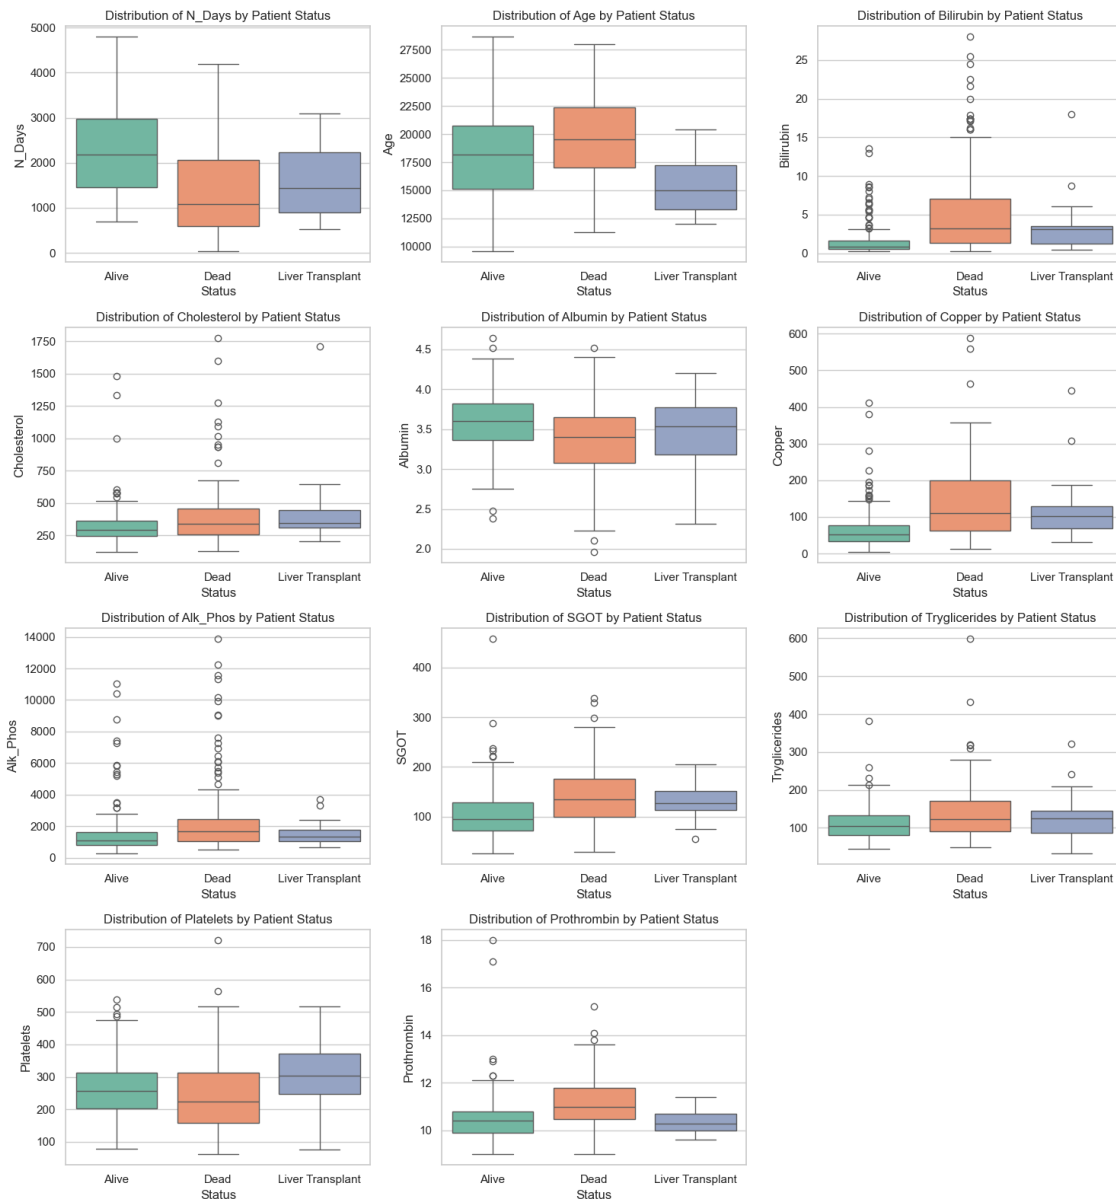 Distribution of N_Days by Patient Status
5000
4000
3000
2000
1000
0
N_Days
Alive
Dead
Liver Transplant
Status
Distribution of Age by Patient Status
27500
25000
22500
20000
17500
15000
12500
10000
Age
Alive
Dead
Liver Transplant
Status
Distribution of Bilirubin by Patient Status
25
20
15
10
5
0
Bilirubin
Alive
Dead
Liver Transplant
Status
Distribution of Cholesterol by Patient Status
1750
1500
1250
1000
750
500
250
Cholesterol
Alive
Dead
Liver Transplant
Status
Distribution of Albumin by Patient Status
4.5
4.0
3.5
3.0
2.5
2.0
Albumin
Alive
Dead
Liver Transplant
Status
Distribution of Copper by Patient Status
600
500
400
300
200
100
0
Copper
Alive
Dead
Liver Transplant
Status
Distribution of Alk_Phos by Patient Status
14000
12000
10000
8000
6000
4000
2000
0
Alk_Phos
Alive
Dead
Liver Transplant
Status
Distribution of SGOT by Patient Status
400
300
200
100
SGOT
Alive
Dead
Liver Transplant
Status
Distribution of Tryglicerides by Patient Status
600
500
400
300
200
100
Tryglicerides
Alive
Dead
Liver Transplant
Status
Distribution of Platelets by Patient Status
700
600
500
400
300
200
100
Platelets
Alive
Dead
Liver Transplant
Status
Distribution of Prothrombin by Patient Status
18
16
14
12
10
Prothrombin
Alive
Dead
Liver Transplant
Status